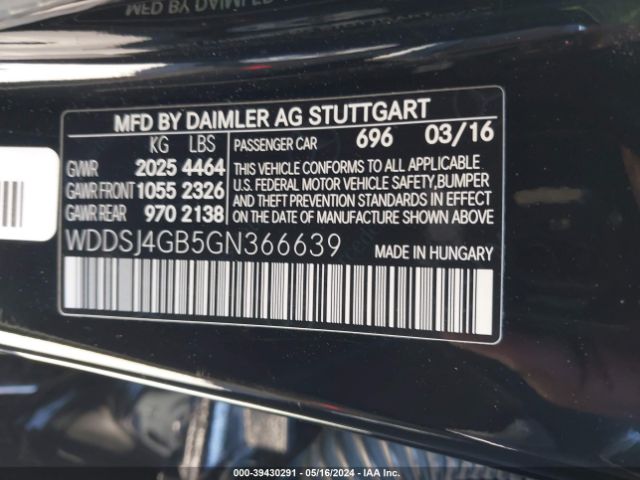 MFD BY DAIMLER AG STUTTGART
KG LBS
GVWR 2025 4464
GAWR FRONT 1055 2326
GAWR REAR 970 2138
PASSENGER CAR 696 03/16
THIS VEHICLE CONFORMS TO ALL APPLICABLE
U.S. FEDERAL MOTOR VEHICLE SAFETY,BUMPER
AND THEFT PREVENTION STANDARDS IN EFFECT
ON THE DATE OF MANUFACTURE SHOWN ABOVE
WDDSJ4GB5GN366639
MADE IN HUNGARY
000-39430291 - 05/16/2024 - IAA Inc.